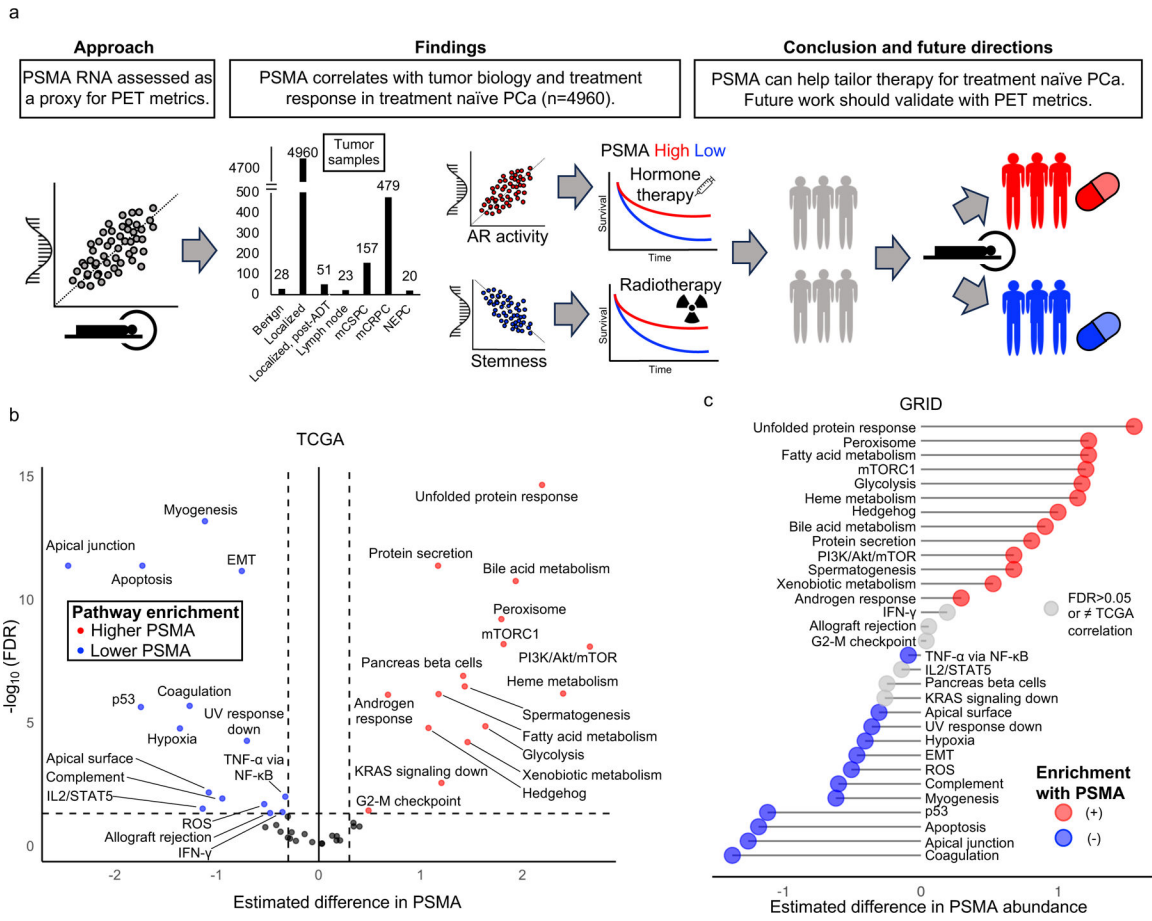 a
Approach
PSMA RNA assessed as
a proxy for PET metrics.
Findings
PSMA correlates with tumor biology and treatment
response in treatment naïve PCa (n=4960).
Conclusion and future directions
PSMA can help tailor therapy for treatment naïve PCa.
Future work should validate with PET metrics.
4960
Tumor
samples
4700
500
400
300
200
100
0
28
51
23
157
479
20
Benign
Localized
Localized, post-ADT
Lymph node
mCSPC
mCRPC
NEPC
AR activity
Stemness
PSMA High Low
Hormone
therapy
Survival
Time
Radiotherapy
Survival
Time
b
TCGA
-log10 (FDR)
15
10
5
0
Unfolded protein response
Myogenesis
Apical junction
EMT
Apoptosis
Protein secretion
Bile acid metabolism
Pathway enrichment
Higher PSMA
Lower PSMA
Peroxisome
mTORC1
PI3K/Akt/mTOR
Pancreas beta cells
Heme metabolism
p53
Coagulation
Androgen
response
Spermatogenesis
UV response
down
Hypoxia
Fatty acid metabolism
Glycolysis
Apical surface
TNF-α via
NF-κB
Complement
KRAS signaling down
Xenobiotic metabolism
Hedgehog
IL2/STAT5
G2-M checkpoint
ROS
Allograft rejection
IFN-γ
-2
-1
0
1
2
Estimated difference in PSMA
c
GRID
Unfolded protein response
Peroxisome
Fatty acid metabolism
mTORC1
Glycolysis
Heme metabolism
Hedgehog
Bile acid metabolism
Protein secretion
PI3K/Akt/mTOR
Spermatogenesis
Xenobiotic metabolism
Androgen response
IFN-γ
Allograft rejection
G2-M checkpoint
TNF-α via NF-κB
IL2/STAT5
Pancreas beta cells
KRAS signaling down
Apical surface
UV response down
Hypoxia
EMT
ROS
Complement
Myogenesis
p53
Apoptosis
Apical junction
Coagulation
FDR>0.05
or ≠ TCGA
correlation
Enrichment
with PSMA
(+)
(-)
-1
0
1
Estimated difference in PSMA abundance